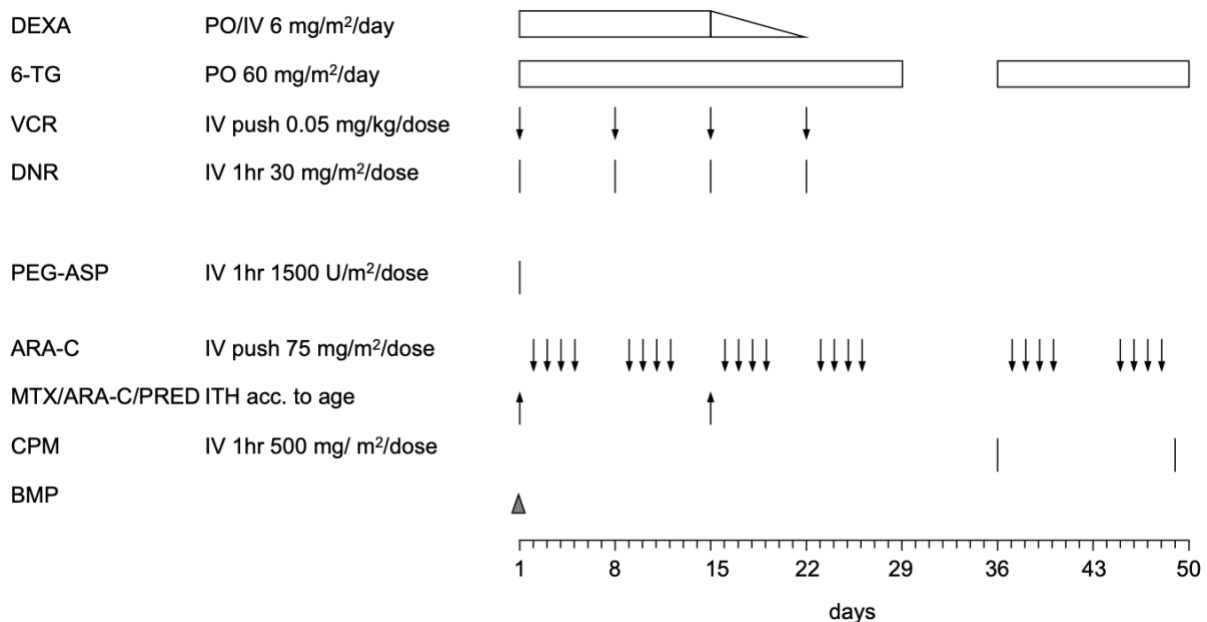 DEXA PO/IV 6 mg/m²/day
6-TG PO 60 mg/m²/day
VCR IV push 0.05 mg/kg/dose
DNR IV 1hr 30 mg/m²/dose
PEG-ASP IV 1hr 1500 U/m²/dose
ARA-C IV push 75 mg/m²/dose
MTX/ARA-C/PRED ITH acc. to age
CPM IV 1hr 500 mg/ m²/dose
BMP
1 8 15 22 29 36 43 50
days